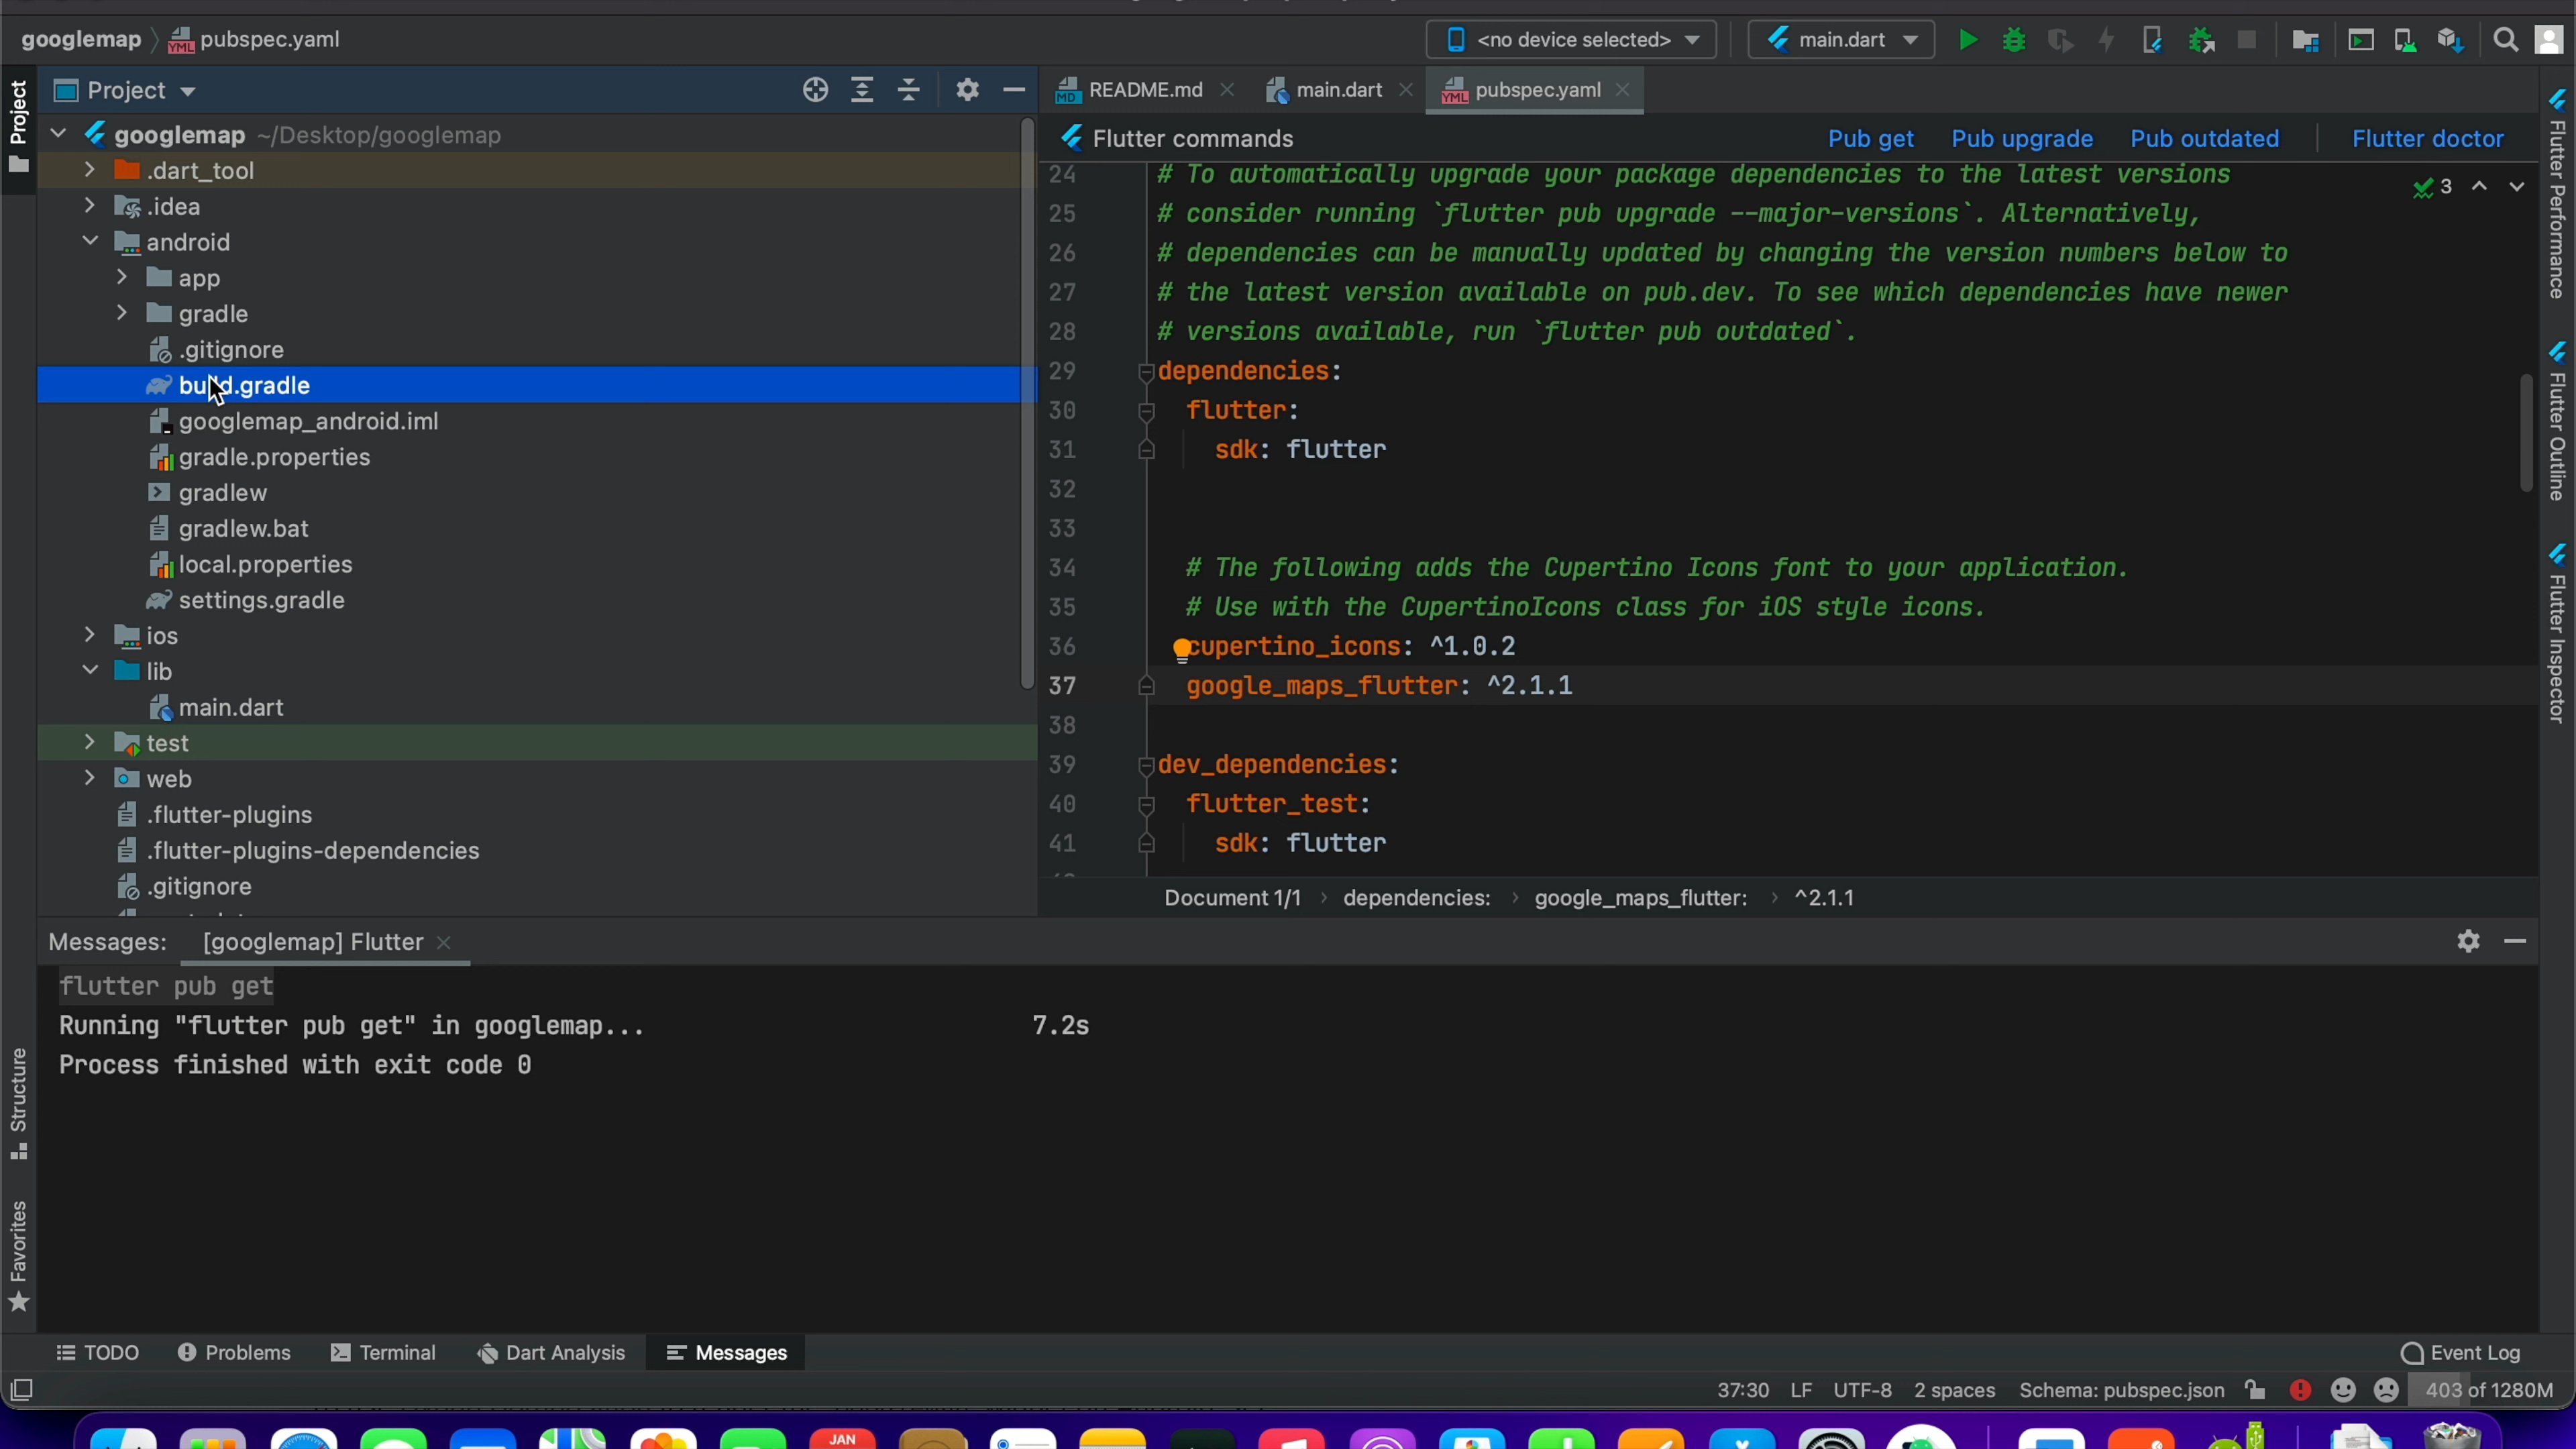 googlemap
pubspec.yaml
<no device selected>
main.dart
Project
Project
README.md
main.dart
pubspec.yaml
googlemap ~/Desktop/googlemap
.dart_tool
.idea
android
app
gradle
.gitignore
build.gradle
googlemap_android.iml
gradle.properties
gradlew
gradlew.bat
local.properties
settings.gradle
ios
lib
main.dart
test
web
.flutter-plugins
.flutter-plugins-dependencies
.gitignore
Flutter commands
Pub get
Pub upgrade
Pub outdated
Flutter doctor
3
24 # To automatically upgrade your package dependencies to the latest versions
25 # consider running `flutter pub upgrade --major-versions`. Alternatively,
26 # dependencies can be manually updated by changing the version numbers below to
27 # the latest version available on pub.dev. To see which dependencies have newer
28 # versions available, run `flutter pub outdated`.
29 dependencies:
30 flutter:
31 sdk: flutter
32
33
34 # The following adds the Cupertino Icons font to your application.
35 # Use with the CupertinoIcons class for iOS style icons.
36 cupertino_icons: ^1.0.2
37 google_maps_flutter: ^2.1.1
38
39 dev_dependencies:
40 flutter_test:
41 sdk: flutter
Document 1/1 › dependencies: › google_maps_flutter: › ^2.1.1
Flutter Performance
Flutter Outline
Flutter Inspector
Messages:
[googlemap] Flutter
flutter pub get
Running "flutter pub get" in googlemap... 7.2s
Process finished with exit code 0
Structure
Favorites
TODO
Problems
Terminal
Dart Analysis
Messages
Event Log
37:30
LF
UTF-8
2 spaces
Schema: pubspec.json
403 of 1280M
JAN